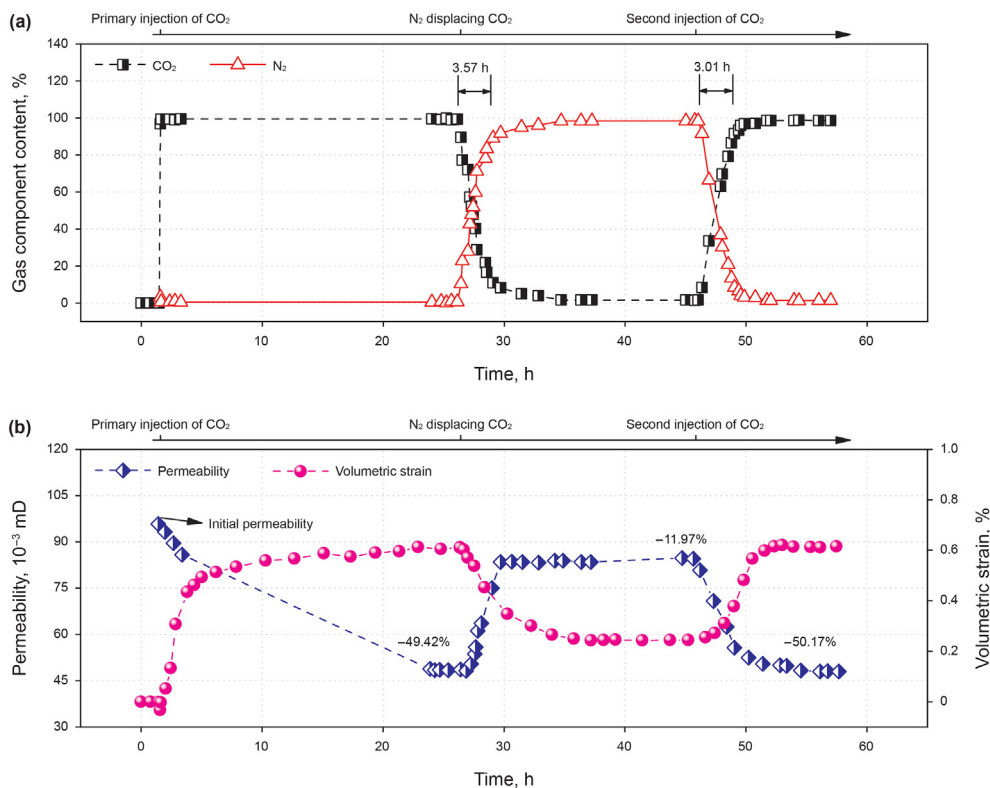 (a)
Primary injection of CO₂
N₂ displacing CO₂
Second injection of CO₂
CO₂
N₂
3.57 h
3.01 h
Gas component content, %
140
120
100
80
60
40
20
0
0
10
20
30
40
50
60
Time, h
(b)
Primary injection of CO₂
N₂ displacing CO₂
Second injection of CO₂
Permeability
Volumetric strain
Initial permeability
−11.97%
−49.42%
−50.17%
Permeability, 10⁻³ mD
120
105
90
75
60
45
30
Volumetric strain, %
1.0
0.8
0.6
0.4
0.2
0
0
10
20
30
40
50
60
Time, h